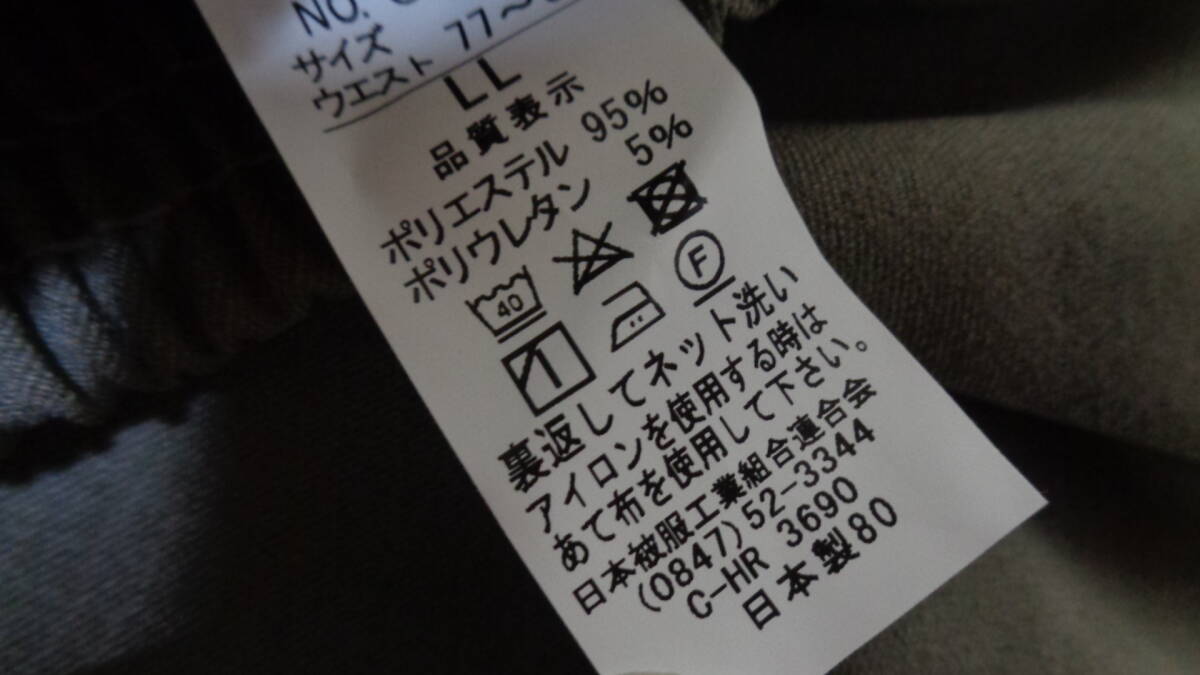 NO.
サイズ
ウエスト 77～
LL
品質表示
ポリエステル 95%
ポリウレタン 5%
40
F
裏返してネット洗い
アイロンを使用する時は
あて布を使用して下さい。
日本被服工業組合連合会
(0847)52-3344
C-HR 3690
日本製80